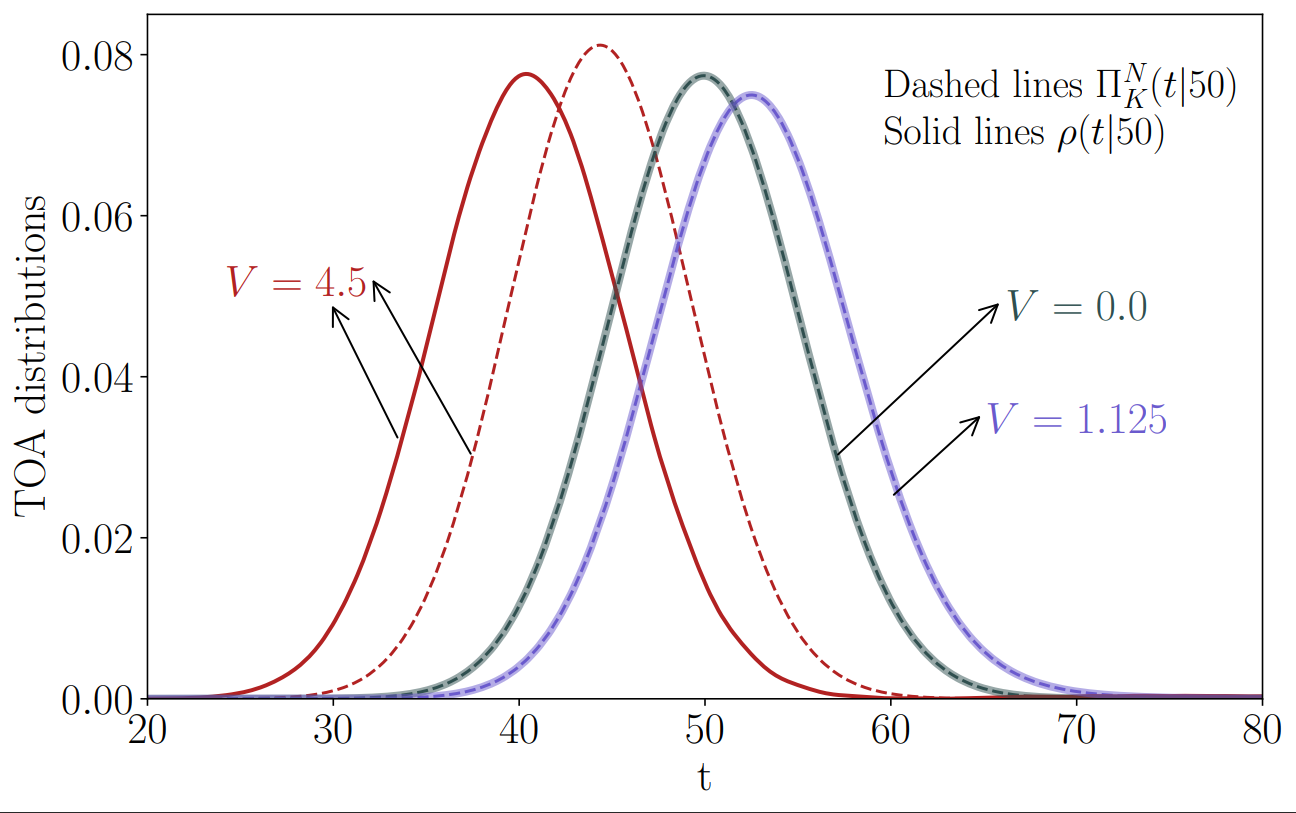 0.08
0.06
0.04
0.02
0.00
TOA distributions
Dashed lines Π_K^N(t|50)
Solid lines ρ(t|50)
V = 4.5
V = 0.0
V = 1.125
20 30 40 50 60 70 80
t